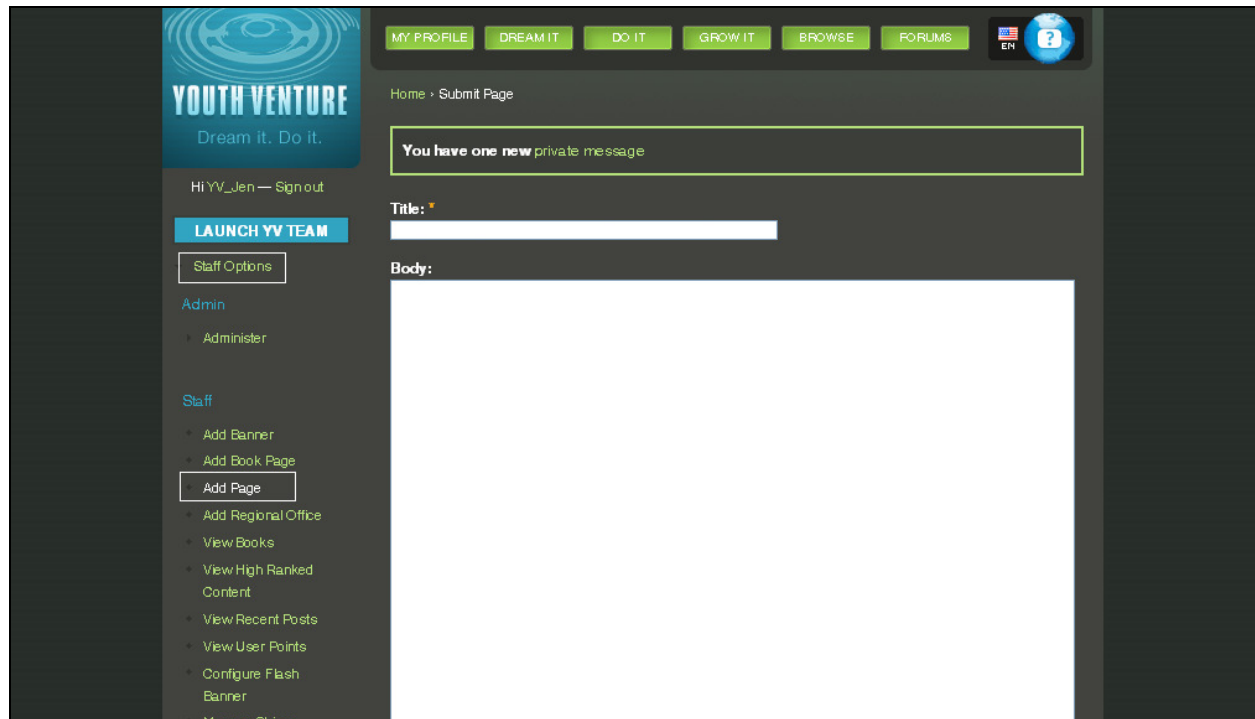 MY PROFILE DREAM IT DO IT GROW IT BROWSE FORUMS EN ?
YOUTH VENTURE
Dream it. Do it.
Hi YV_Jen — Sign out
LAUNCH YV TEAM
Staff Options
Admin
Administer
Staff
Add Banner
Add Book Page
Add Page
Add Regional Office
View Books
View High Ranked
Content
View Recent Posts
View User Points
Configure Flash
Banner
Home › Submit Page
You have one new private message
Title: *
Body: